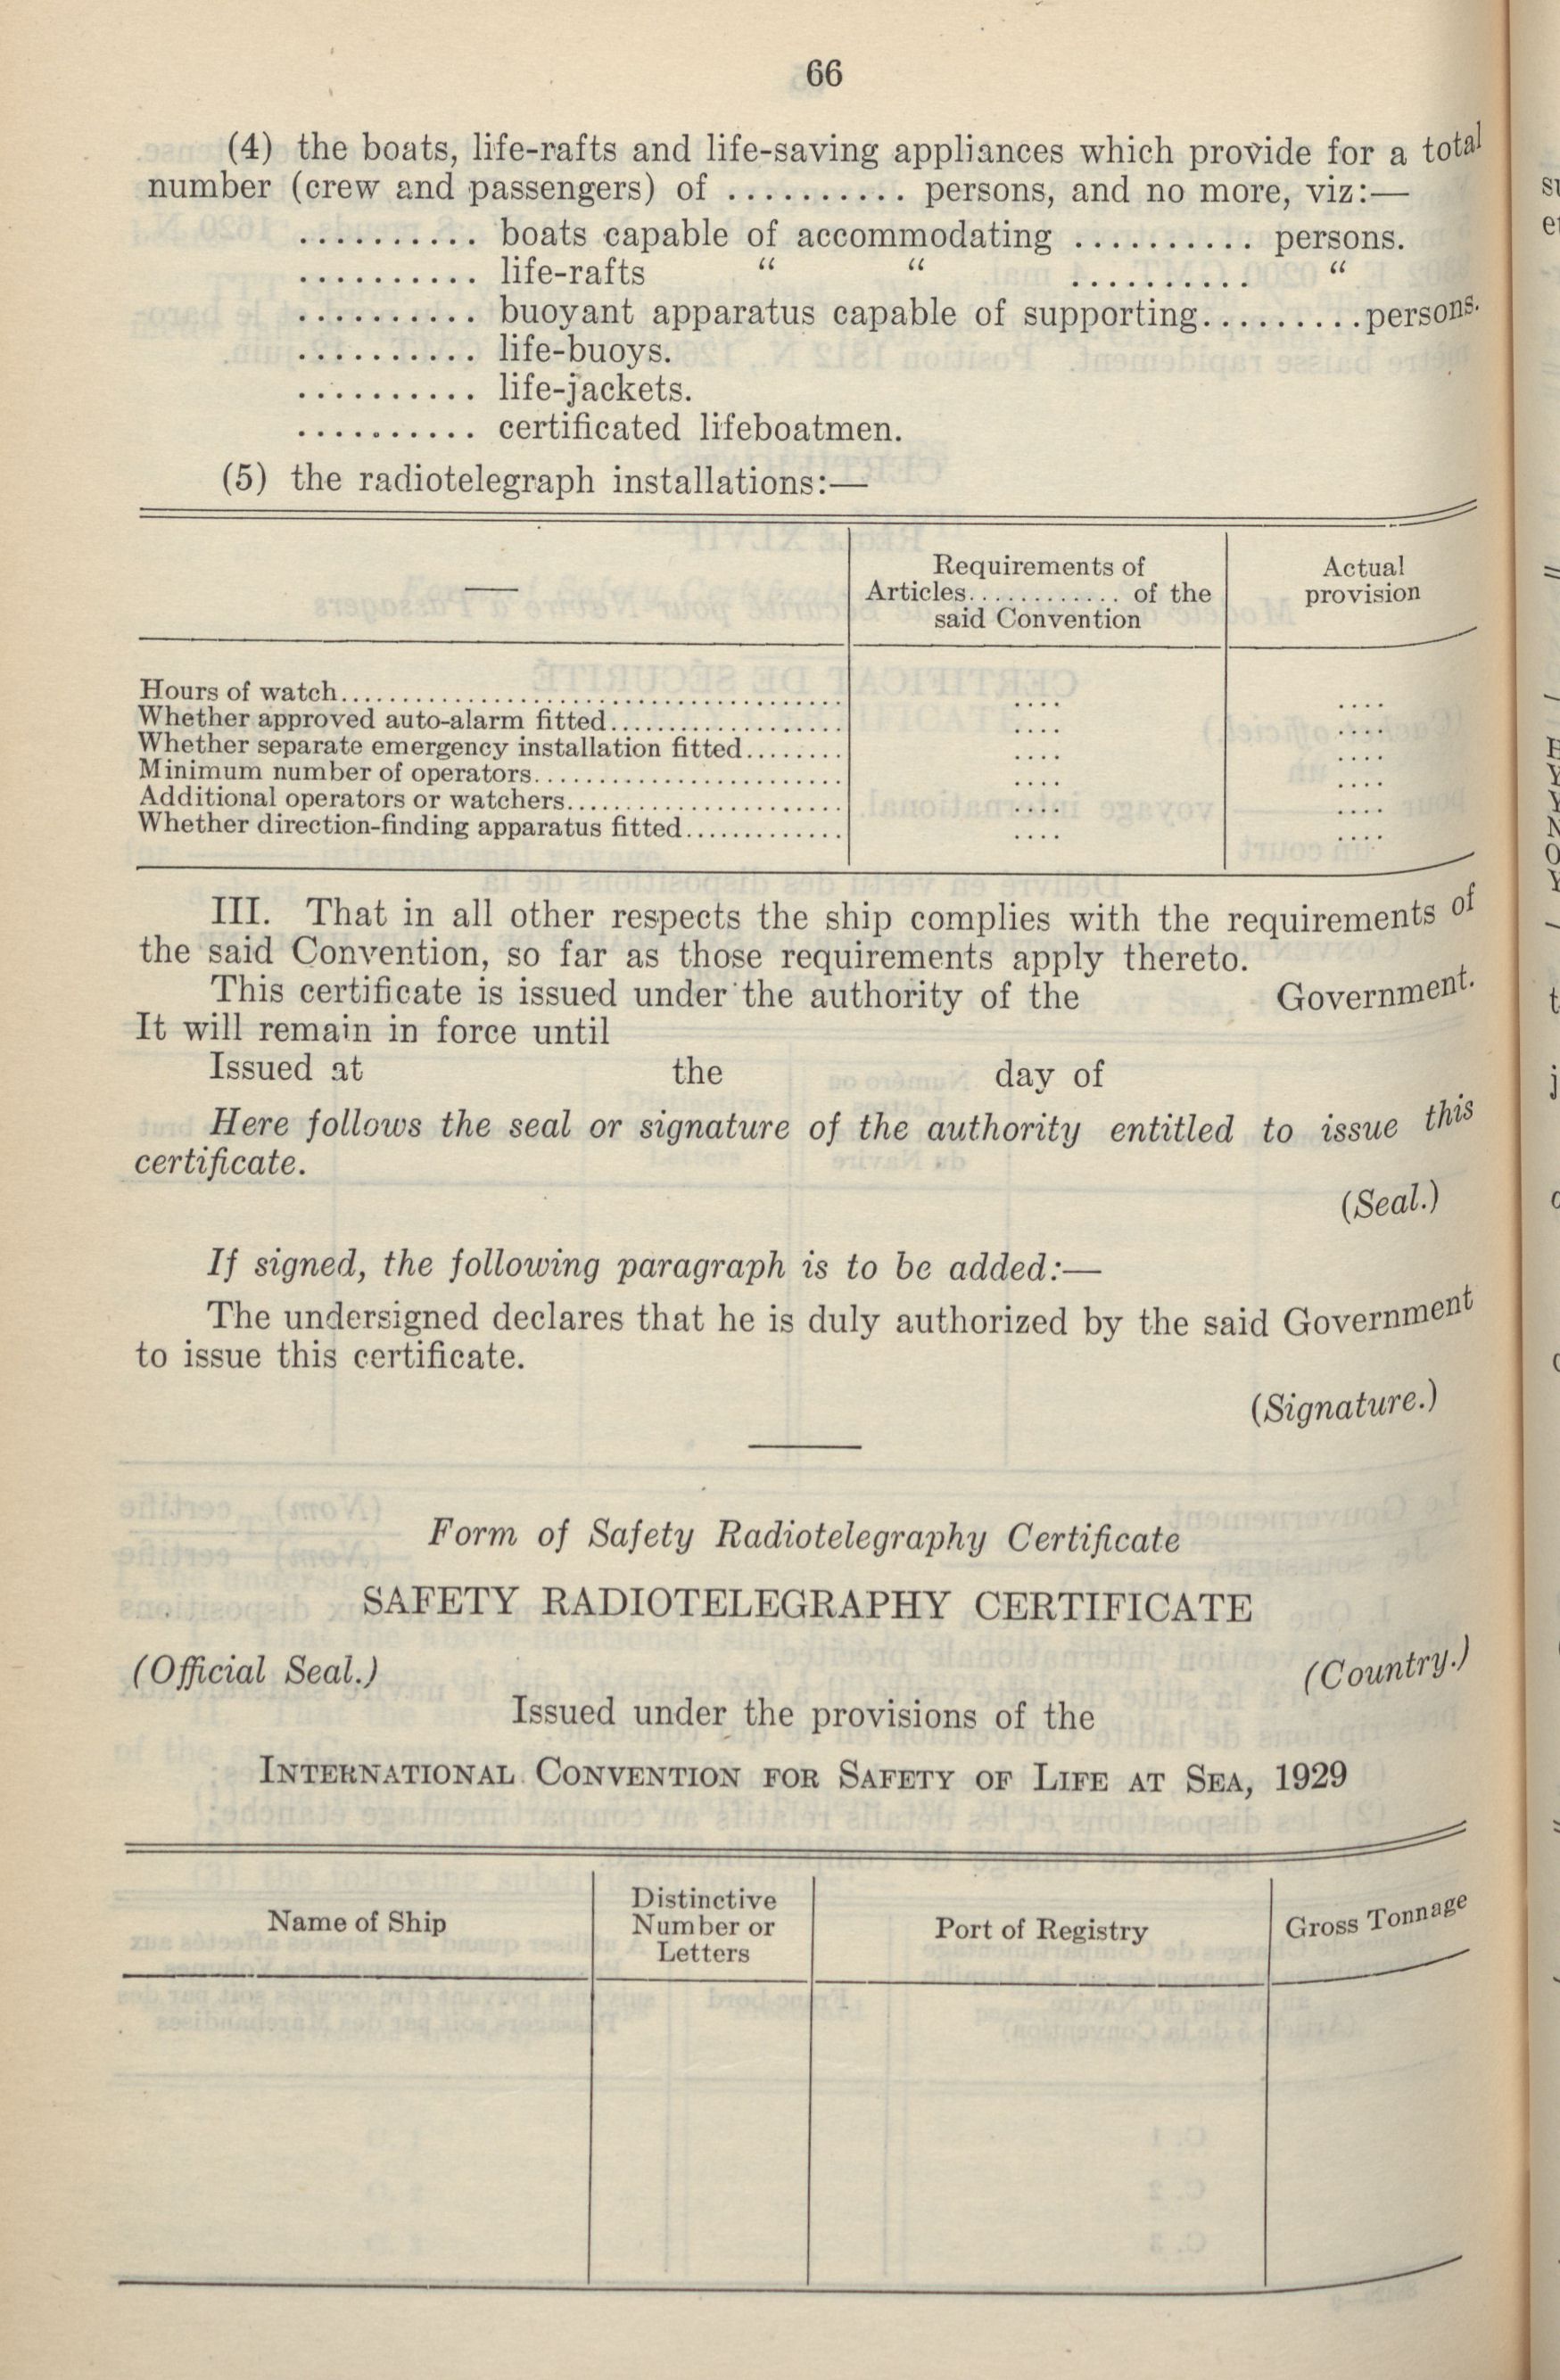 66
(4) the boats, life-rafts and life-saving appliances which provide for a total
number (crew and passengers) of .......... persons, and no more, viz:—
.......... boats capable of accommodating .......... persons.
.......... life-rafts “ “ .......... “
.......... buoyant apparatus capable of supporting.........persons.
.......... life-buoys.
.......... life-jackets.
.......... certificated lifeboatmen.
(5) the radiotelegraph installations:—
—
Requirements of
Articles............ of the
said Convention
Actual
provision
Hours of watch.......................................... .... ....
Whether approved auto-alarm fitted................... .... ....
Whether separate emergency installation fitted........ .... ....
Minimum number of operators......................... .... ....
Additional operators or watchers...................... .... ....
Whether direction-finding apparatus fitted............. .... ....
III. That in all other respects the ship complies with the requirements of
the said Convention, so far as those requirements apply thereto.
This certificate is issued under the authority of the Government.
It will remain in force until
Issued at the day of
Here follows the seal or signature of the authority entitled to issue this
certificate.
(Seal.)
If signed, the following paragraph is to be added:—
The undersigned declares that he is duly authorized by the said Government
to issue this certificate.
(Signature.)
Form of Safety Radiotelegraphy Certificate
SAFETY RADIOTELEGRAPHY CERTIFICATE
(Official Seal.) (Country.)
Issued under the provisions of the
INTERNATIONAL CONVENTION FOR SAFETY OF LIFE AT SEA, 1929
Name of Ship
Distinctive
Number or
Letters
Port of Registry
Gross Tonnage